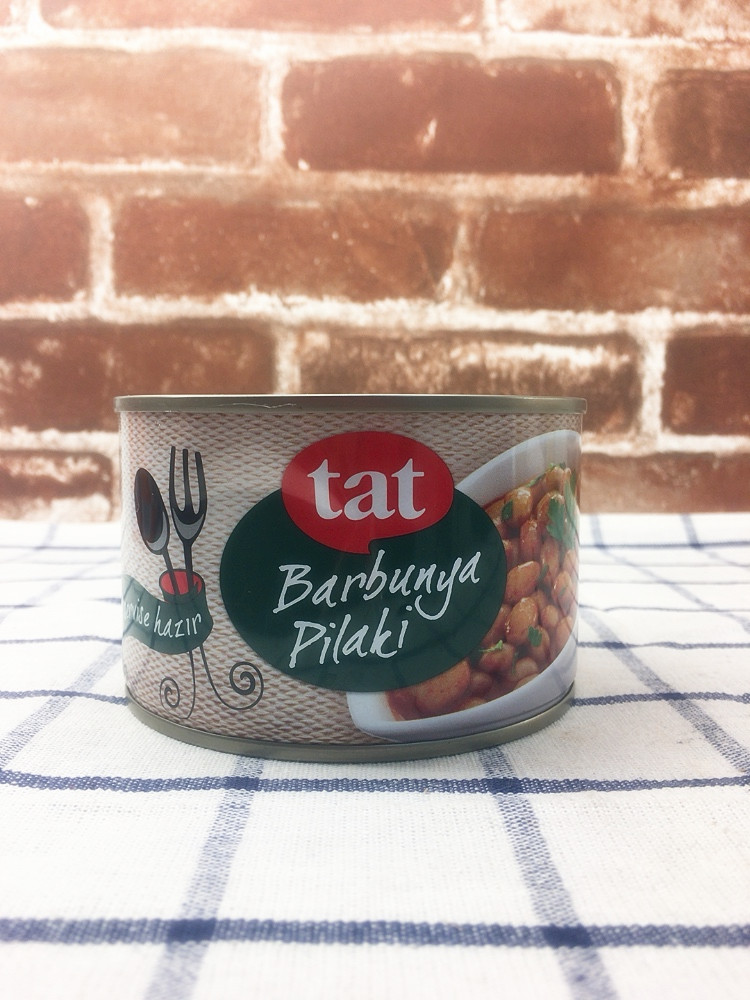 tat
Barbunya
Pilaki
hazır